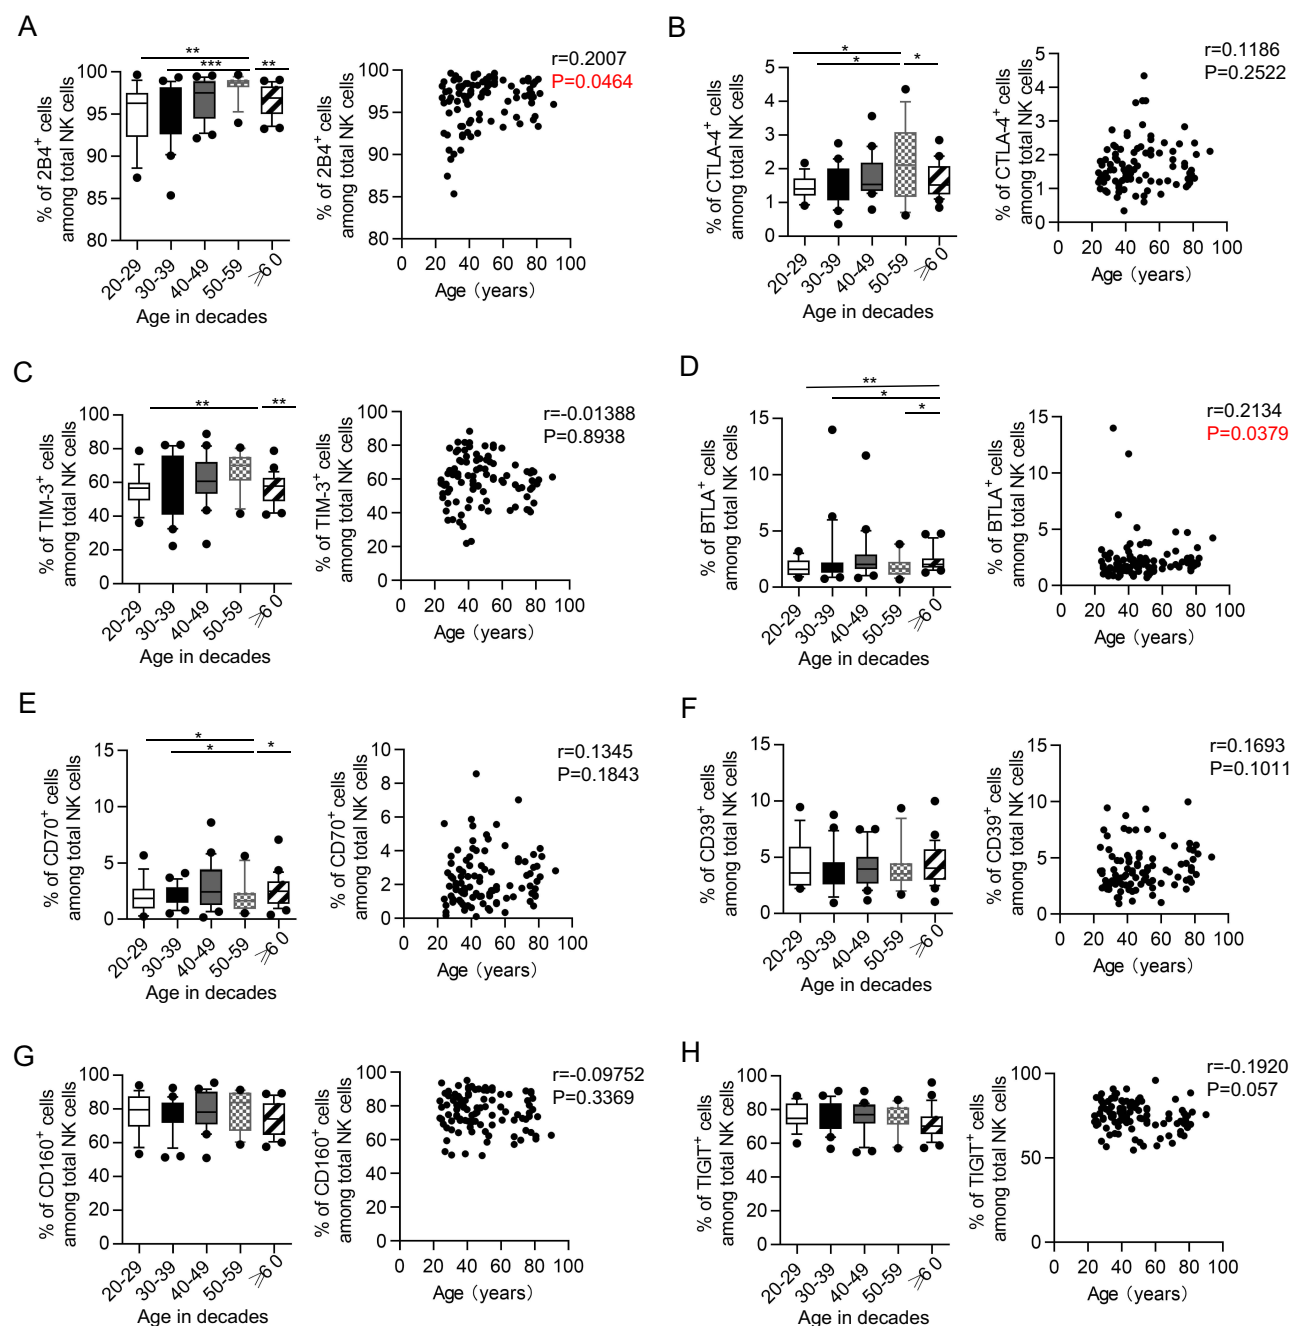 A
% of 2B4+ cells
among total NK cells
100
95
90
85
80
**
***
**
20-29
30-39
40-49
50-59
⩾60
Age in decades
% of 2B4+ cells
among total NK cells
100
95
90
85
80
0
20
40
60
80
100
Age（years）
r=0.2007
P=0.0464
B
% of CTLA-4+ cells
among total NK cells
5
4
3
2
1
0
*
*
*
20-29
30-39
40-49
50-59
⩾60
Age in decades
% of CTLA-4+ cells
among total NK cells
5
4
3
2
1
0
0
20
40
60
80
100
Age（years）
r=0.1186
P=0.2522
C
% of TIM-3+ cells
among total NK cells
100
80
60
40
20
0
**
**
20-29
30-39
40-49
50-59
⩾60
Age in decades
% of TIM-3+ cells
among total NK cells
100
80
60
40
20
0
0
20
40
60
80
100
Age（years）
r=-0.01388
P=0.8938
D
% of BTLA+ cells
among total NK cells
15
10
5
0
**
*
*
20-29
30-39
40-49
50-59
⩾60
Age in decades
% of BTLA+ cells
among total NK cells
15
10
5
0
0
20
40
60
80
100
Age（years）
r=0.2134
P=0.0379
E
% of CD70+ cells
among total NK cells
15
10
5
0
*
*
*
20-29
30-39
40-49
50-59
⩾60
Age in decades
% of CD70+ cells
among total NK cells
10
8
6
4
2
0
0
20
40
60
80
100
Age（years）
r=0.1345
P=0.1843
F
% of CD39+ cells
among total NK cells
15
10
5
0
20-29
30-39
40-49
50-59
⩾60
Age in decades
% of CD39+ cells
among total NK cells
15
10
5
0
0
20
40
60
80
100
Age（years）
r=0.1693
P=0.1011
G
% of CD160+ cells
among total NK cells
100
80
60
40
20
0
20-29
30-39
40-49
50-59
⩾60
Age in decades
% of CD160+ cells
among total NK cells
100
80
60
40
20
0
0
20
40
60
80
100
Age（years）
r=-0.09752
P=0.3369
H
% of TIGIT+ cells
among total NK cells
100
80
60
40
20
0
20-29
30-39
40-49
50-59
⩾60
Age in decades
% of TIGIT+ cells
among total NK cells
100
50
0
0
20
40
60
80
100
Age（years）
r=-0.1920
P=0.057